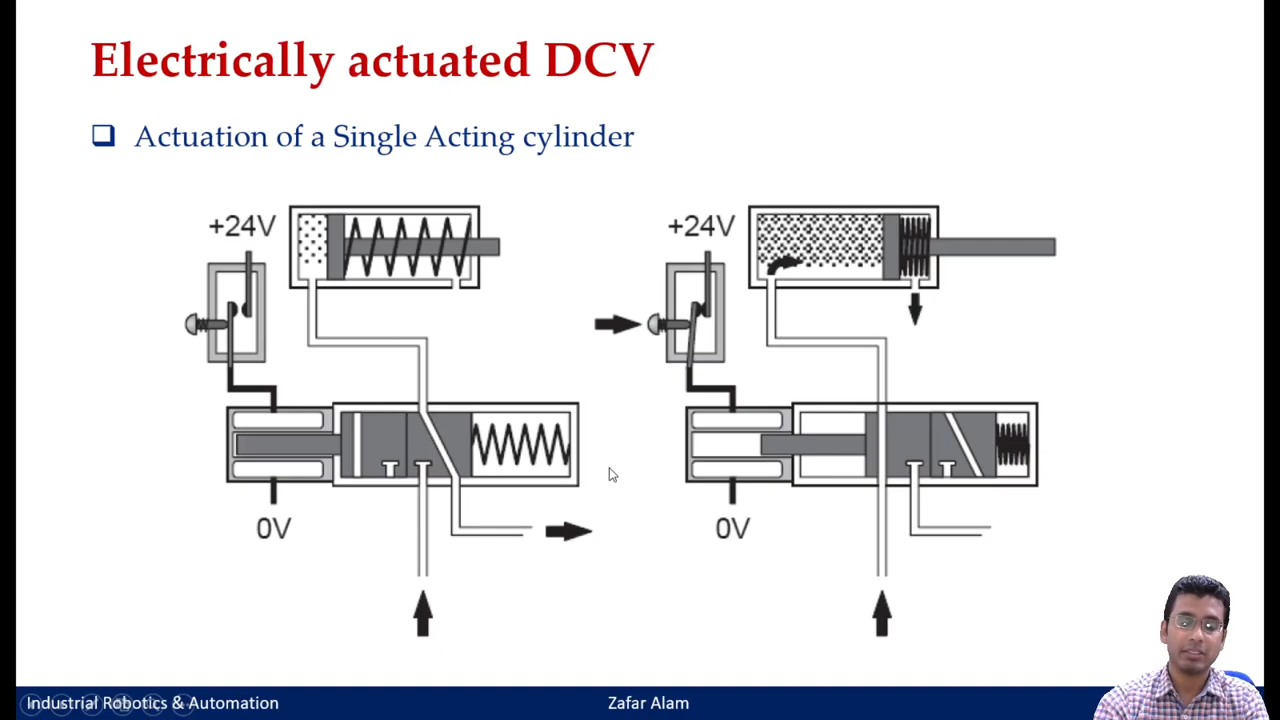 Electrically actuated DCV
Actuation of a Single Acting cylinder
+24V
+24V
0V
0V
Industrial Robotics & Automation
Zafar Alam